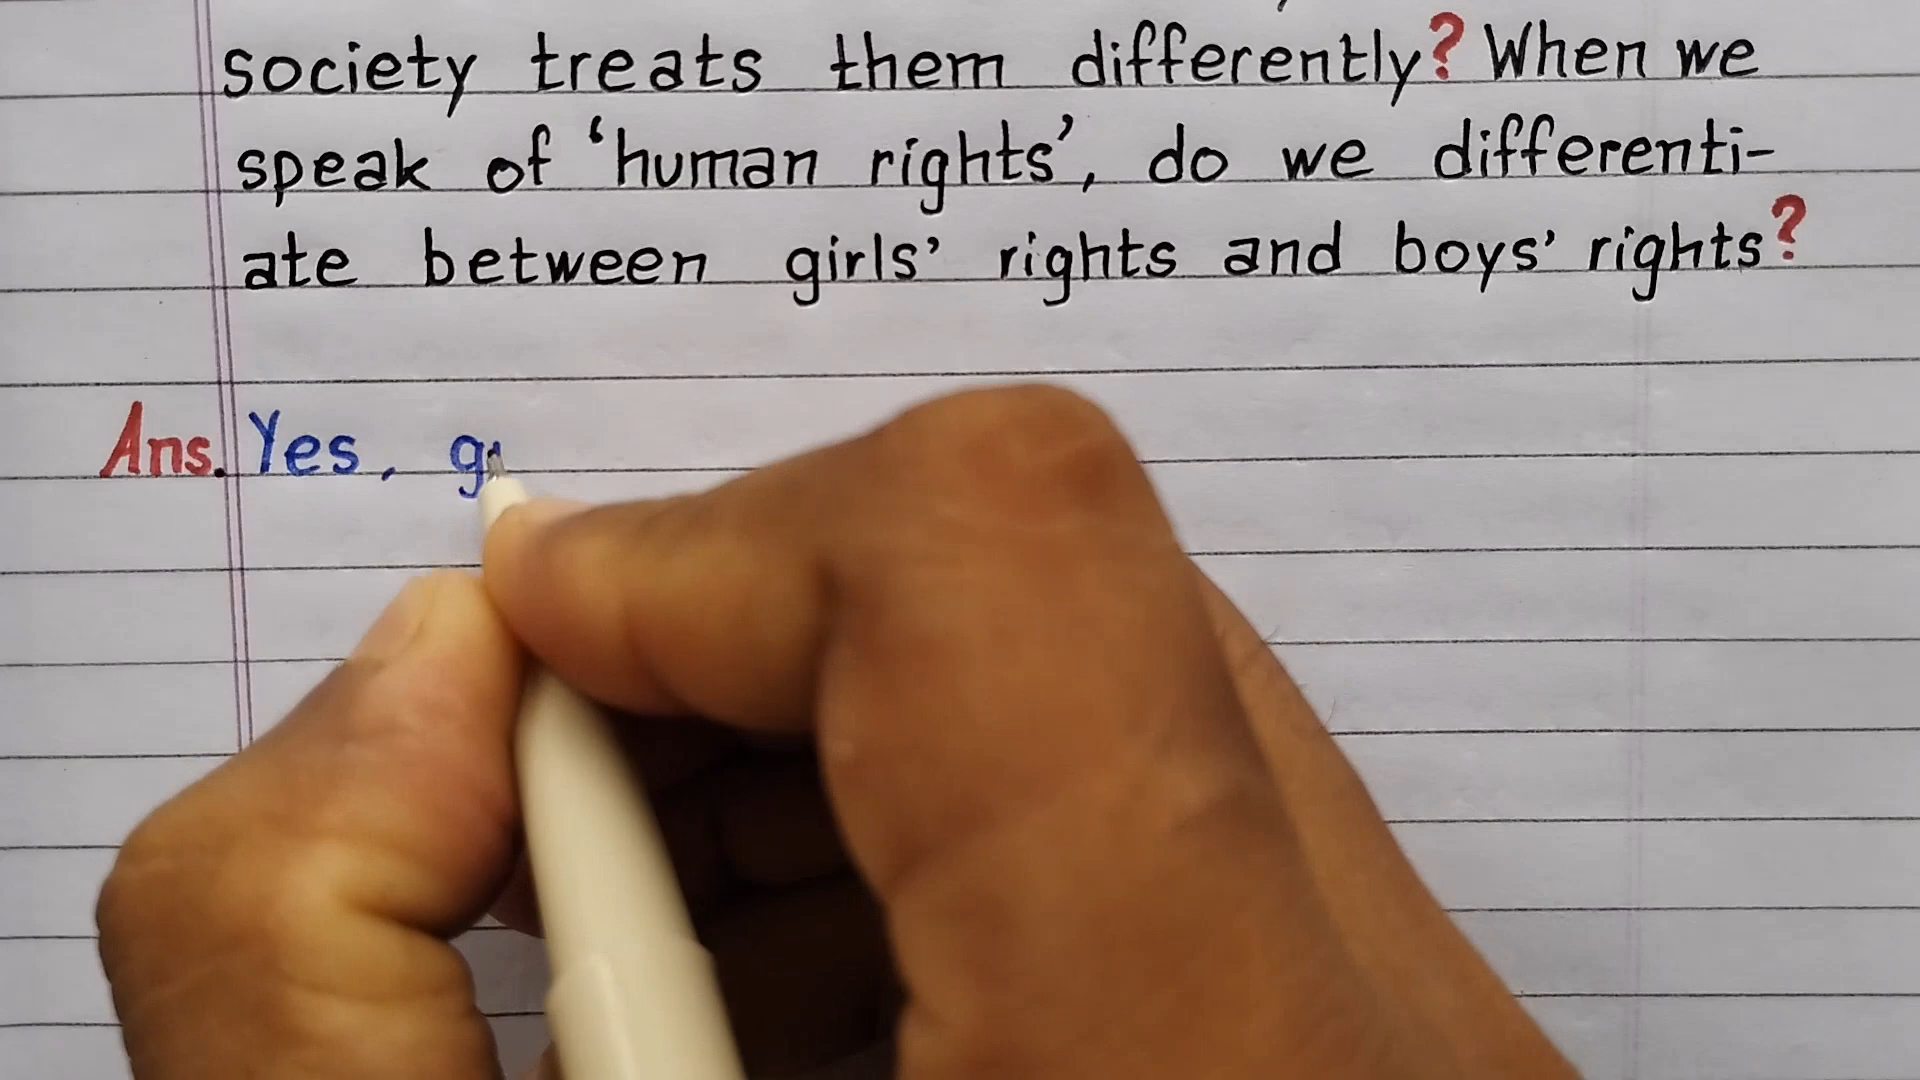 society treats them differently? When we
speak of ‘human rights’, do we differenti-
ate between girls’ rights and boys’ rights?
Ans. Yes,